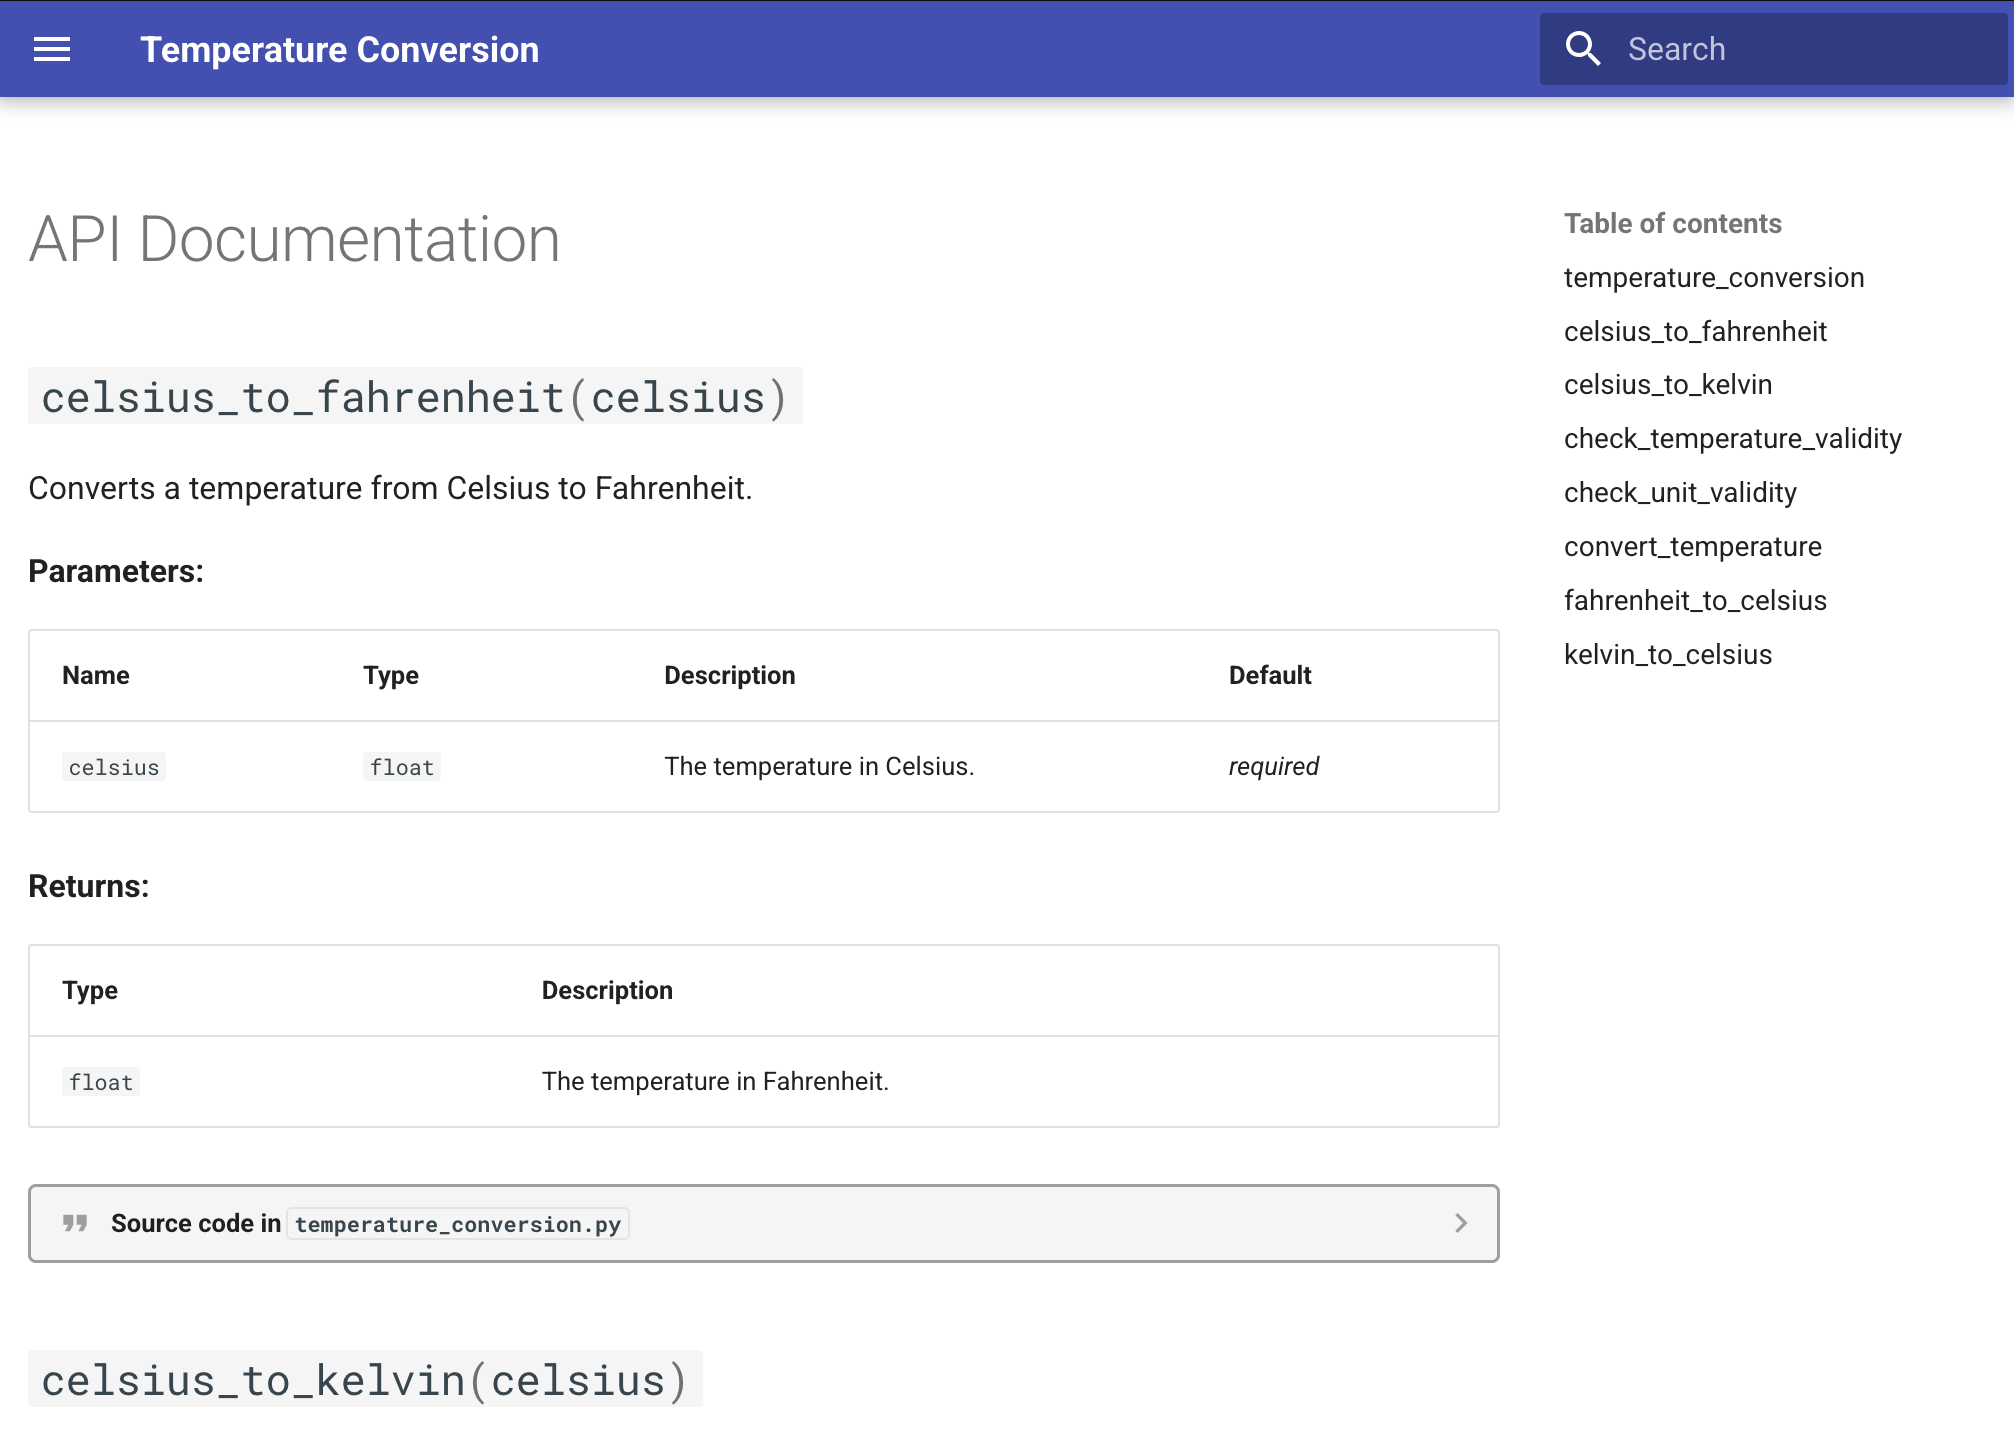 Temperature Conversion
Search
API Documentation
celsius_to_fahrenheit(celsius)
Converts a temperature from Celsius to Fahrenheit.
Parameters:
Name Type Description Default
celsius float The temperature in Celsius. required
Returns:
Type Description
float The temperature in Fahrenheit.
Source code in temperature_conversion.py
celsius_to_kelvin(celsius)
Table of contents
temperature_conversion
celsius_to_fahrenheit
celsius_to_kelvin
check_temperature_validity
check_unit_validity
convert_temperature
fahrenheit_to_celsius
kelvin_to_celsius